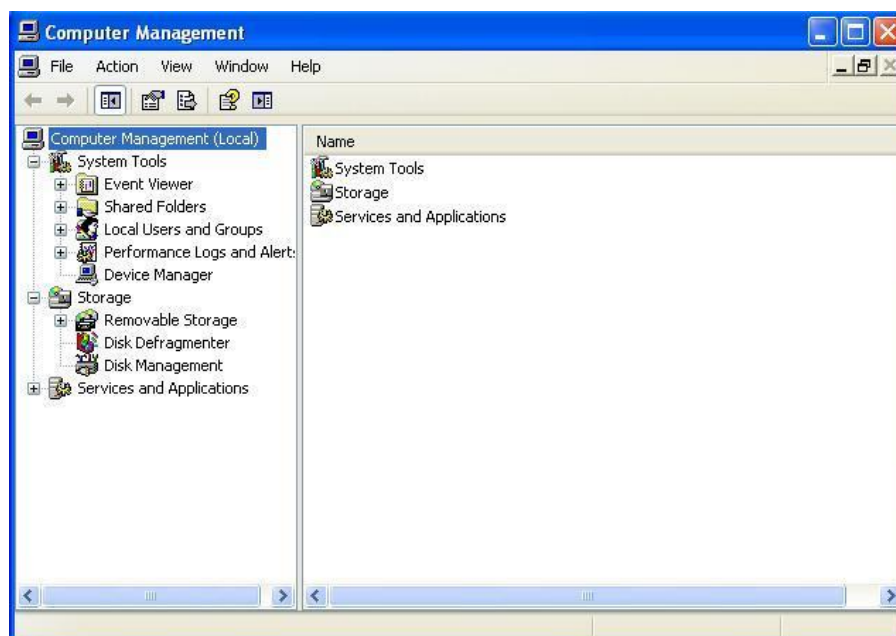 Computer Management
File Action View Window Help
Computer Management (Local)
System Tools
Event Viewer
Shared Folders
Local Users and Groups
Performance Logs and Alert
Device Manager
Storage
Removable Storage
Disk Defragmenter
Disk Management
Services and Applications
Name
System Tools
Storage
Services and Applications